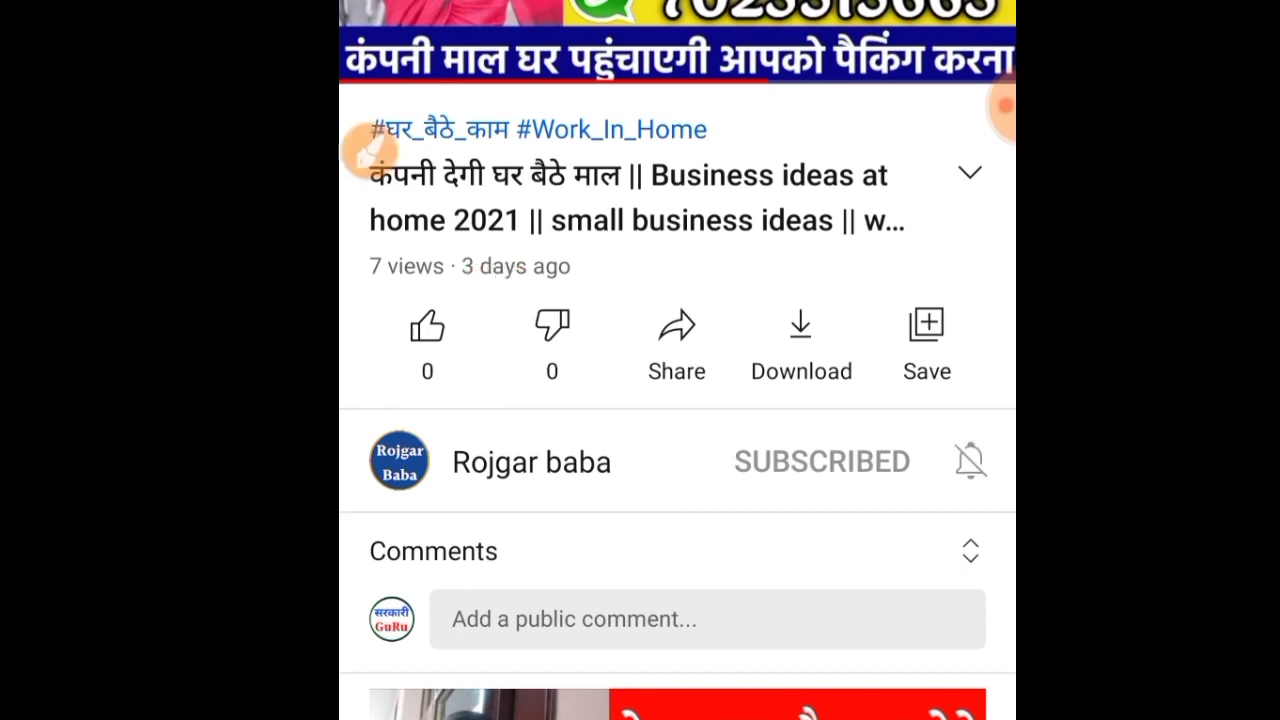 कंपनी माल घर पहुंचाएगी आपको पैकिंग करना
#घर_बैठे_काम #Work_In_Home
कंपनी देगी घर बैठे माल || Business ideas at
home 2021 || small business ideas || w...
7 views · 3 days ago
0 0 Share Download Save
Rojgar
Baba
Rojgar baba SUBSCRIBED
Comments
सरकारी
GuRu
Add a public comment...